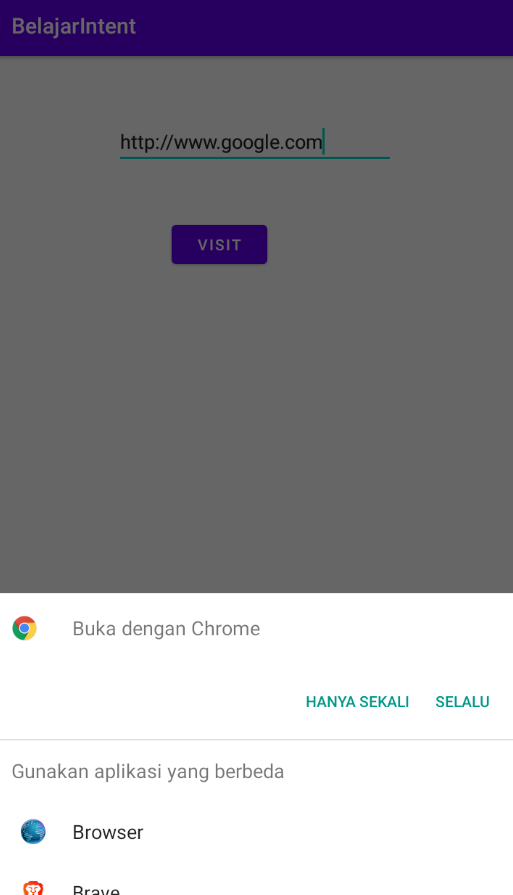 BelajarIntent
http://www.google.com
VISIT
Buka dengan Chrome
HANYA SEKALI SELALU
Gunakan aplikasi yang berbeda
Browser
Brave